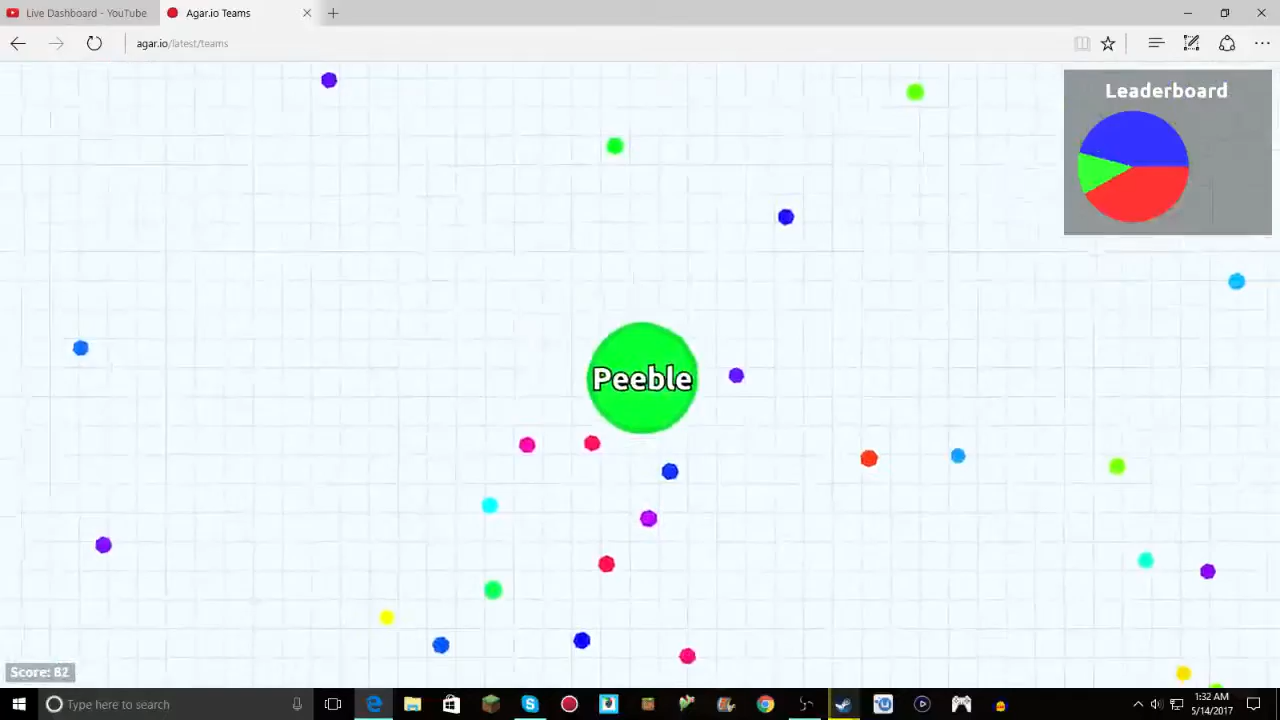 Live Dashboard - YouTube
Agar.io Teams
agar.io/latest/teams
Leaderboard
Peeble
Score: 82
Type here to search
1:32 AM
5/14/2017